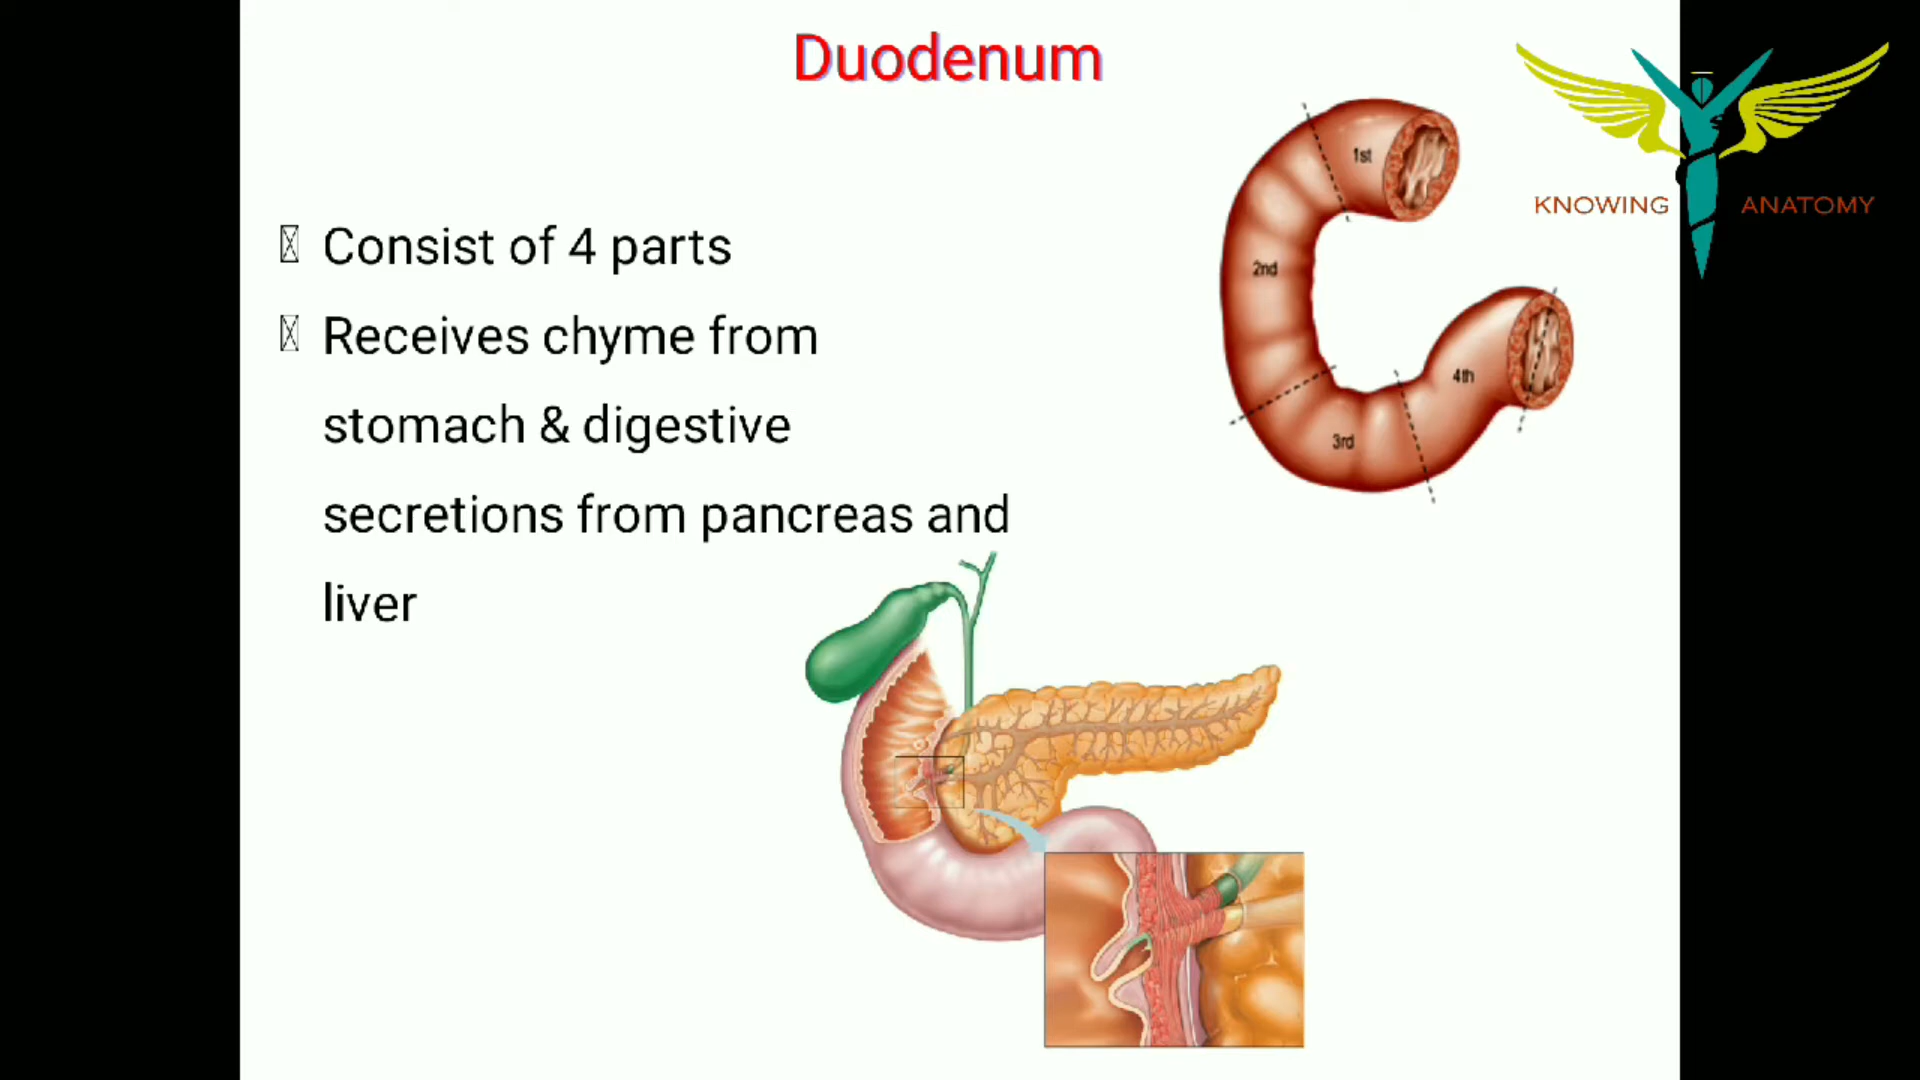 Duodenum
Consist of 4 parts
Receives chyme from
stomach & digestive
secretions from pancreas and
liver
1st
2nd
3rd
4th
KNOWING ANATOMY